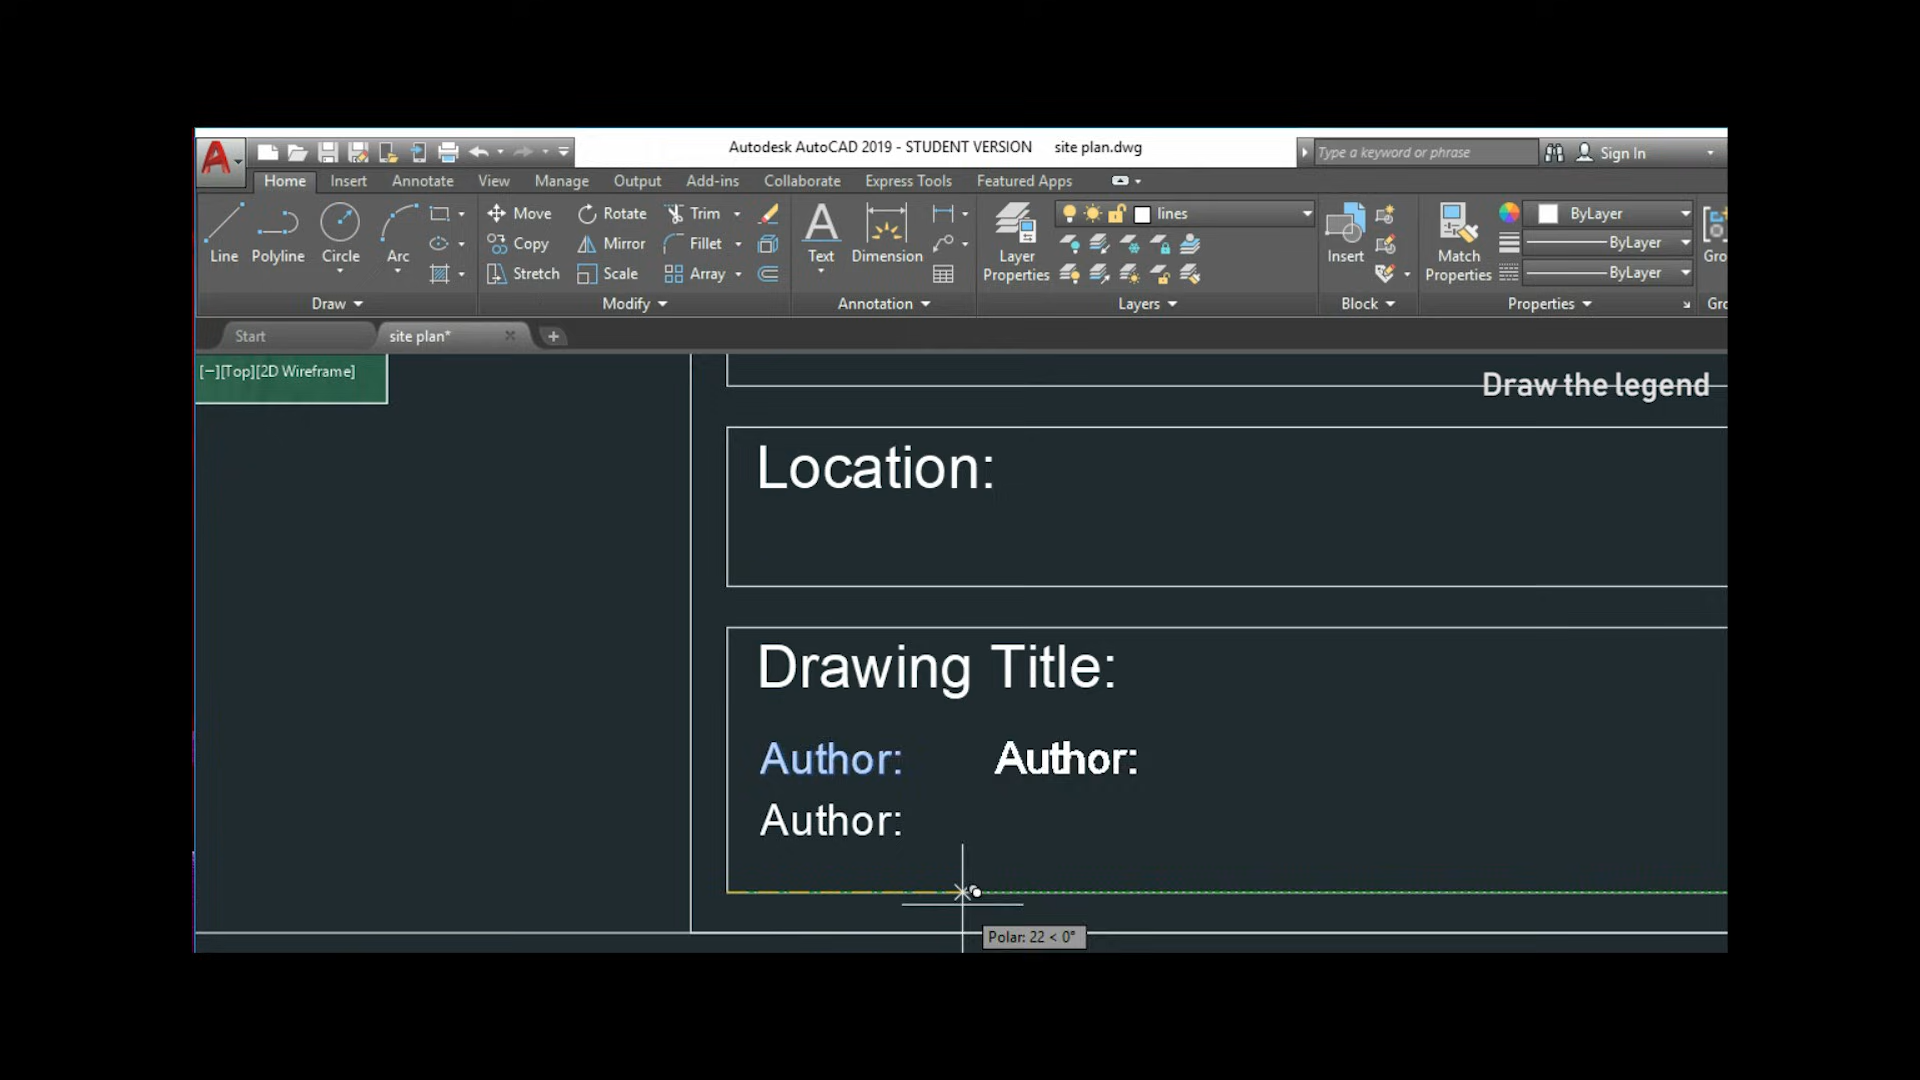 Autodesk AutoCAD 2019 - STUDENT VERSION site plan.dwg
Type a keyword or phrase
Sign In
Home Insert Annotate View Manage Output Add-ins Collaborate Express Tools Featured Apps
Line Polyline Circle Arc
Move Rotate Trim
Copy Mirror Fillet
Stretch Scale Array
Text Dimension
Layer Properties
lines
Insert
Match Properties
ByLayer
ByLayer
ByLayer
Gro
Draw Modify Annotation Layers Block Properties Gro
Start site plan*
[−][Top][2D Wireframe]
Draw the legend
Location:
Drawing Title:
Author: Author:
Author:
Polar: 22 < 0°